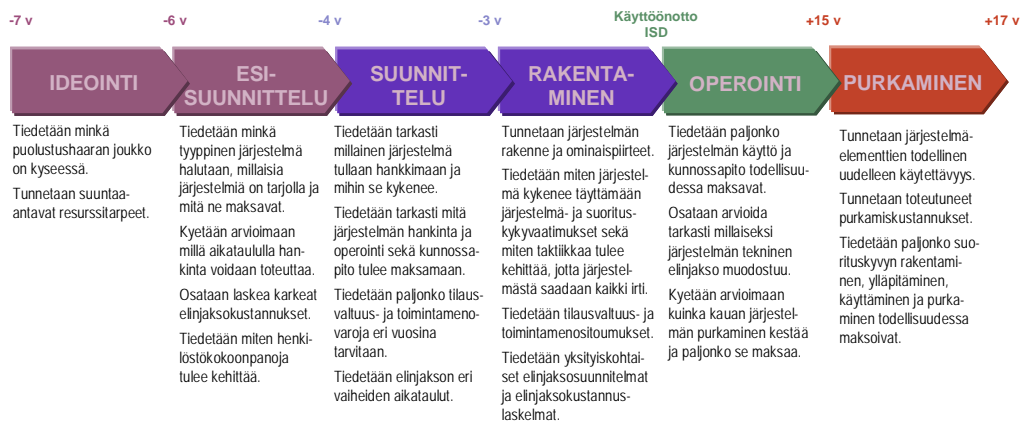 -7 v
-6 v
-4 v
-3 v
Käyttöönotto
ISD
+15 v
+17 v
IDEOINTI
ESI-
SUUNNITTELU
SUUNNIT-
TELU
RAKENTA-
MINEN
OPEROINTI
PURKAMINEN
Tiedetään minkä
puolustushaaran joukko
on kyseessä.
Tunnetaan suuntaa-
antavat resurssitarpeet.
Tiedetään minkä
tyyppinen järjestelmä
halutaan, millaisia
järjestelmiä on tarjolla ja
mitä ne maksavat.
Kyetään arvioimaan
millä aikataululla han-
kinta voidaan toteuttaa.
Osataan laskea karkeat
elinjaksokustannukset.
Tiedetään miten henki-
löstökokoonpanoja
tulee kehittää.
Tiedetään tarkasti
millainen järjestelmä
tullaan hankkimaan ja
mihin se kykenee.
Tiedetään tarkasti mitä
järjestelmän hankinta ja
operointi sekä kunnossa-
pito tulee maksamaan.
Tiedetään paljonko tilaus-
valtuus- ja toimintameno-
varoja eri vuosina
tarvitaan.
Tiedetään elinjakson eri
vaiheiden aikataulut.
Tunnetaan järjestelmän
rakenne ja ominaispiirteet.
Tiedetään miten järjestel-
mä kykenee täyttämään
järjestelmä- ja suoritus-
kykyvaatimukset sekä
miten taktiikkaa tulee
kehittää, jotta järjestel-
mästä saadaan kaikki irti.
Tiedetään tilausvaltuus- ja
toimintamenositoumukset.
Tiedetään yksityiskohtai-
set elinjaksosuunnitelmat
ja elinjaksokustannus-
laskelmat.
Tiedetään paljonko
järjestelmän käyttö ja
kunnossapito todellisuu-
dessa maksavat.
Osataan arvioida
tarkasti millaiseksi
järjestelmän tekninen
elinjakso muodostuu.
Kyetään arvioimaan
kuinka kauan järjestel-
män purkaminen kestää
ja paljonko se maksaa.
Tunnetaan järjestelmä-
elementtien todellinen
uudelleen käytettävyys.
Tunnetaan toteutuneet
purkamiskustannukset.
Tiedetään paljonko suo-
rituskyvyn rakentami-
nen, ylläpitäminen,
käyttäminen ja purka-
minen todellisuudessa
maksoivat.